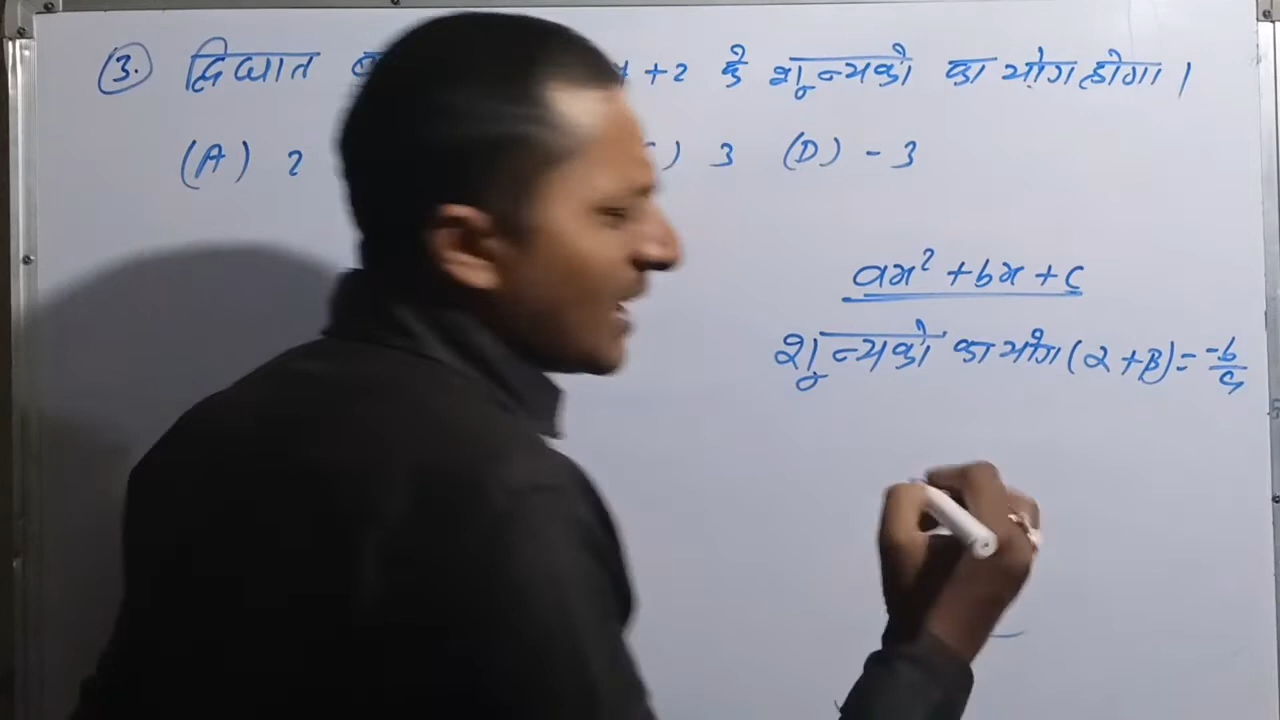 ③. द्विघात + 2 के शून्यकों का योग होगा।
(A) 2 ) 3 (D) - 3
ax² + bx + c
शून्यकों का योग (α + β) = -b/a